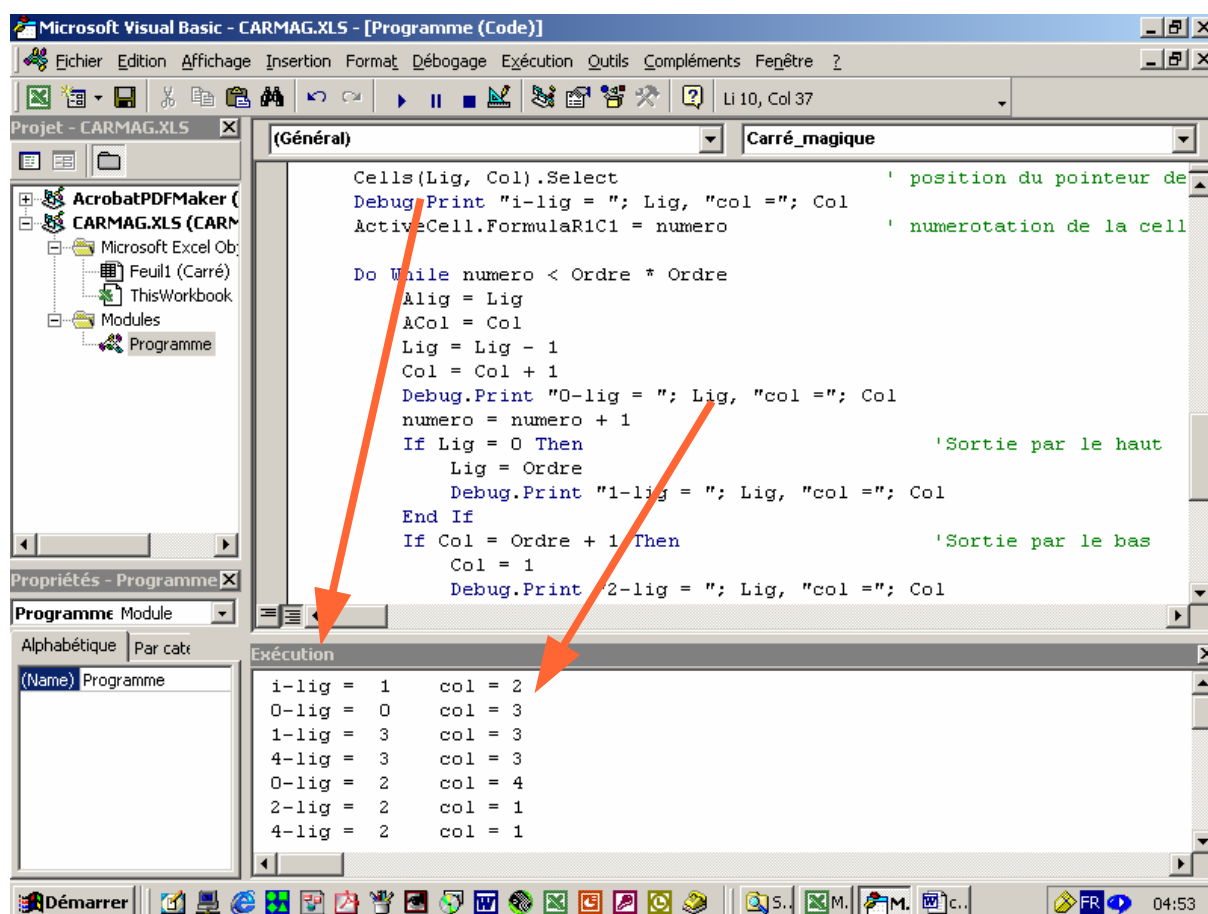 Microsoft Visual Basic - CARMAG.XLS - [Programme (Code)]
Fichier Edition Affichage Insertion Format Débogage Exécution Outils Compléments Fenêtre ?
Li 10, Col 37
Projet - CARMAG.XLS
AcrobatPDFMaker (
CARMAG.XLS (CARM
Microsoft Excel Obj
Feuil1 (Carré)
ThisWorkbook
Modules
Programme
Propriétés - Programme
Programme Module
Alphabétique Par caté
(Name) Programme
(Général) Carré_magique
Cells(Lig, Col).Select ' position du pointeur de
Debug.Print "i-lig = "; Lig, "col ="; Col
ActiveCell.FormulaR1C1 = numero ' numerotation de la cell
Do While numero < Ordre * Ordre
Alig = Lig
ACol = Col
Lig = Lig - 1
Col = Col + 1
Debug.Print "0-lig = "; Lig, "col ="; Col
numero = numero + 1
If Lig = 0 Then 'Sortie par le haut
Lig = Ordre
Debug.Print "1-lig = "; Lig, "col ="; Col
End If
If Col = Ordre + 1 Then 'Sortie par le bas
Col = 1
Debug.Print "2-lig = "; Lig, "col ="; Col
Exécution
i-lig = 1 col = 2
0-lig = 0 col = 3
1-lig = 3 col = 3
4-lig = 3 col = 3
0-lig = 2 col = 4
2-lig = 2 col = 1
4-lig = 2 col = 1
Démarrer S.. M. M. c.. FR 04:53